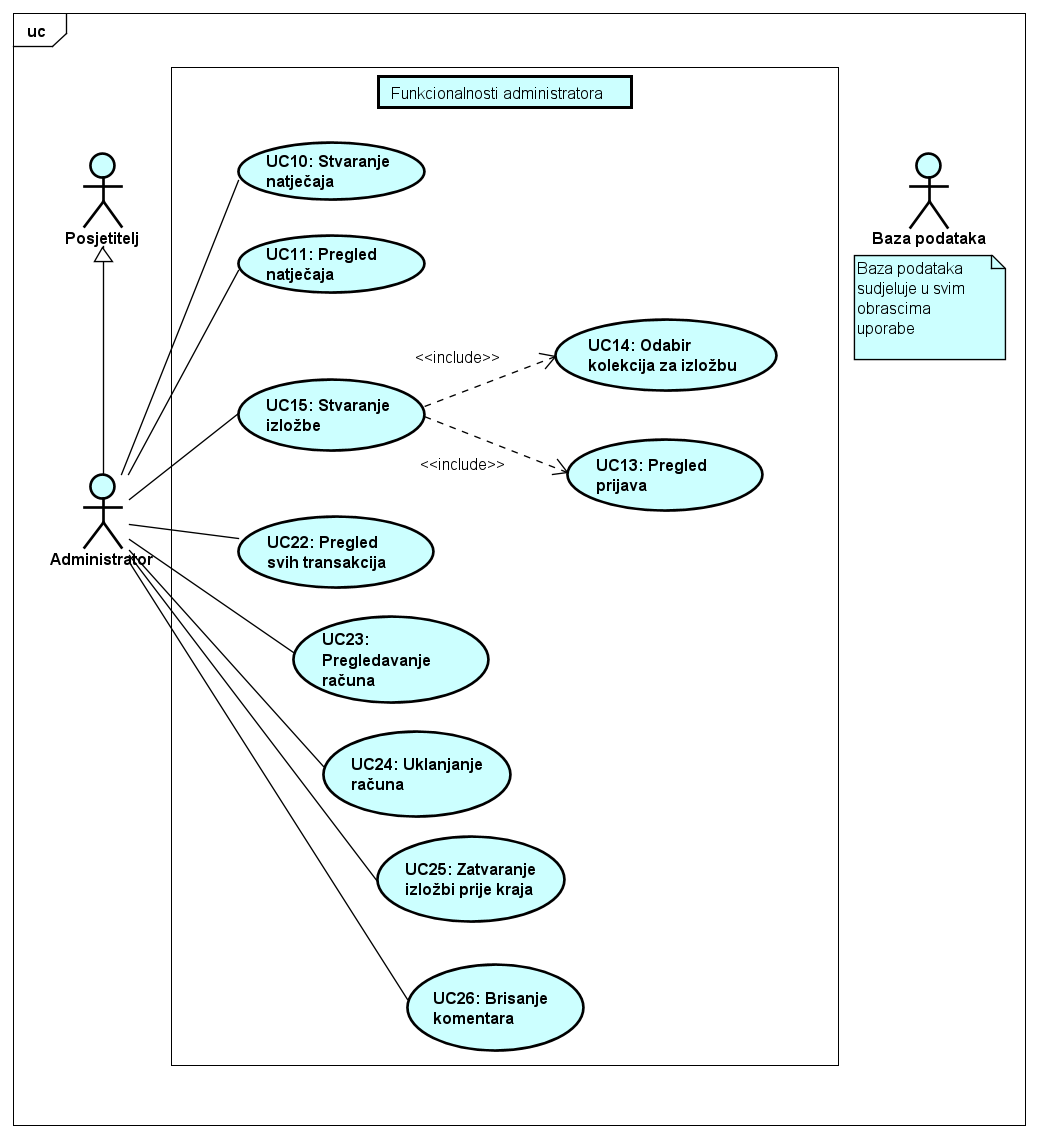 uc
Funkcionalnosti administratora
UC10: Stvaranje
natječaja
Posjetitelj
Baza podataka
UC11: Pregled
natječaja
Baza podataka
sudjeluje u svim
obrascima
uporabe
<<include>>
UC14: Odabir
kolekcija za izložbu
UC15: Stvaranje
izložbe
<<include>>
UC13: Pregled
prijava
Administrator
UC22: Pregled
svih transakcija
UC23:
Pregledavanje
računa
UC24: Uklanjanje
računa
UC25: Zatvaranje
izložbi prije kraja
UC26: Brisanje
komentara